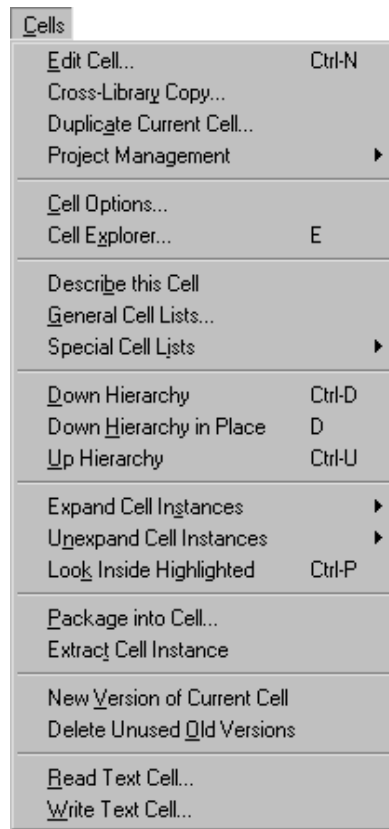 Cells
Edit Cell... Ctrl-N
Cross-Library Copy...
Duplicate Current Cell...
Project Management
Cell Options...
Cell Explorer... E
Describe this Cell
General Cell Lists...
Special Cell Lists
Down Hierarchy Ctrl-D
Down Hierarchy in Place D
Up Hierarchy Ctrl-U
Expand Cell Instances
Unexpand Cell Instances
Look Inside Highlighted Ctrl-P
Package into Cell...
Extract Cell Instance
New Version of Current Cell
Delete Unused Old Versions
Read Text Cell...
Write Text Cell...